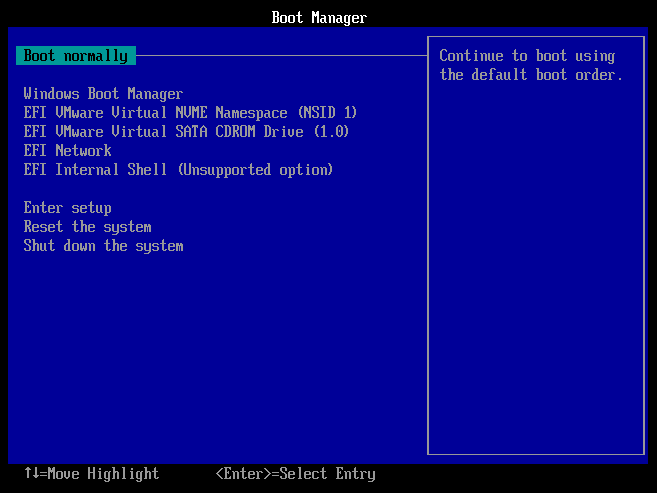 Boot Manager
Boot normally
Continue to boot using
the default boot order.
Windows Boot Manager
EFI VMware Virtual NVME Namespace (NSID 1)
EFI VMware Virtual SATA CDROM Drive (1.0)
EFI Network
EFI Internal Shell (Unsupported option)
Enter setup
Reset the system
Shut down the system
↑↓=Move Highlight <Enter>=Select Entry